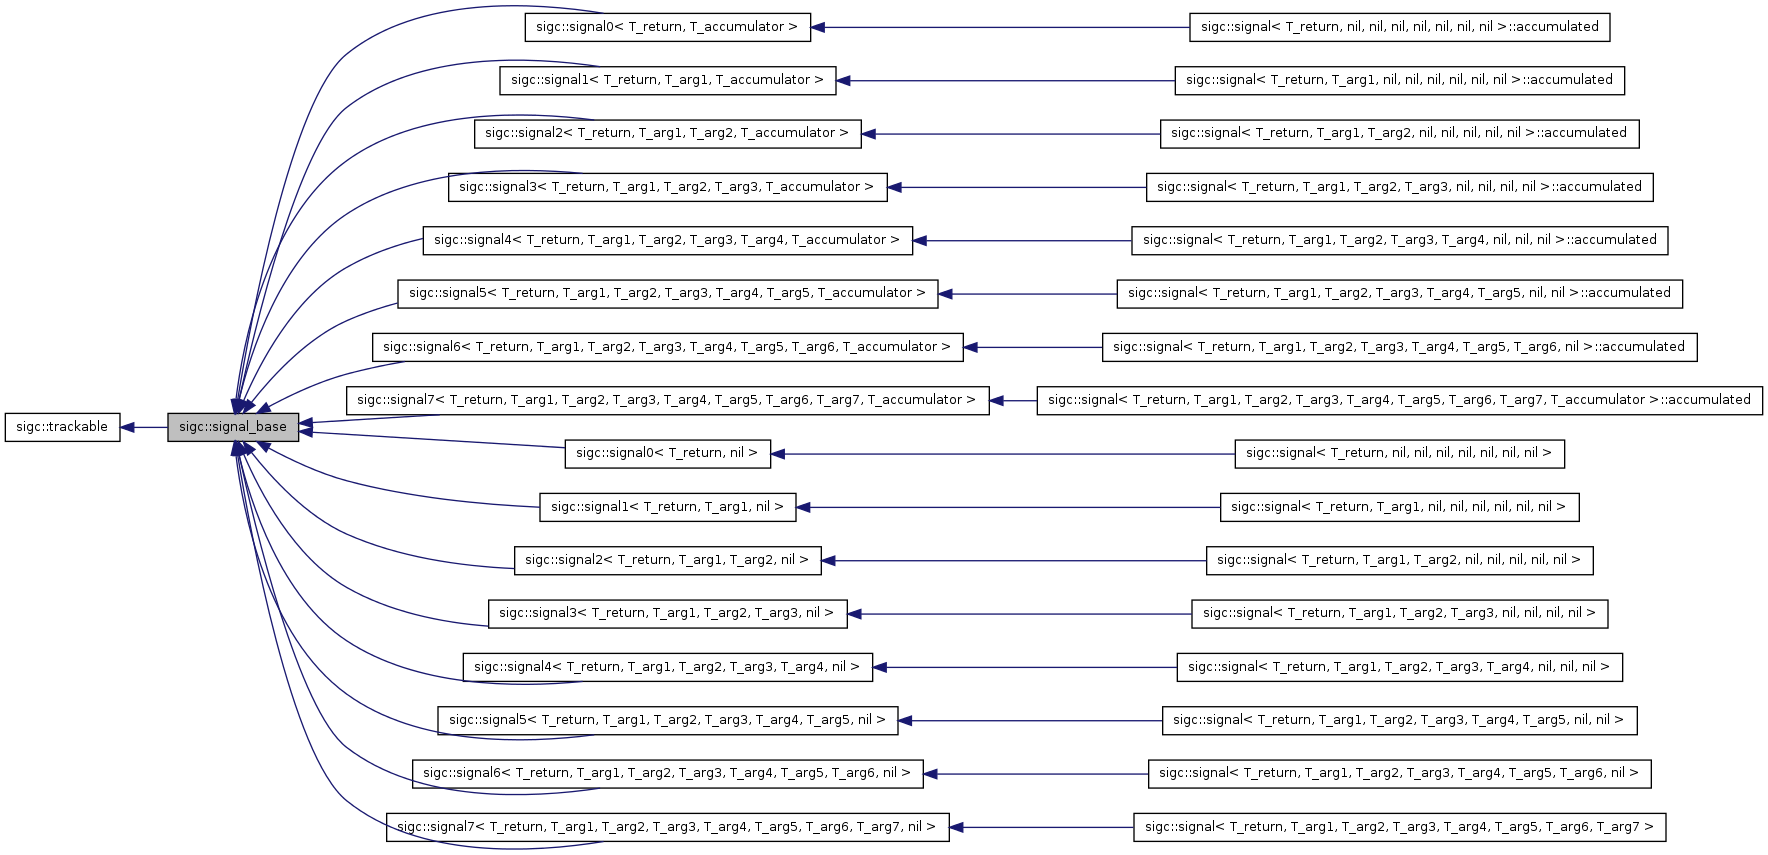 sigc::signal0< T_return, T_accumulator >
sigc::signal< T_return, nil, nil, nil, nil, nil, nil, nil >::accumulated
sigc::signal1< T_return, T_arg1, T_accumulator >
sigc::signal< T_return, T_arg1, nil, nil, nil, nil, nil, nil >::accumulated
sigc::signal2< T_return, T_arg1, T_arg2, T_accumulator >
sigc::signal< T_return, T_arg1, T_arg2, nil, nil, nil, nil, nil >::accumulated
sigc::signal3< T_return, T_arg1, T_arg2, T_arg3, T_accumulator >
sigc::signal< T_return, T_arg1, T_arg2, T_arg3, nil, nil, nil, nil >::accumulated
sigc::signal4< T_return, T_arg1, T_arg2, T_arg3, T_arg4, T_accumulator >
sigc::signal< T_return, T_arg1, T_arg2, T_arg3, T_arg4, nil, nil, nil >::accumulated
sigc::signal5< T_return, T_arg1, T_arg2, T_arg3, T_arg4, T_arg5, T_accumulator >
sigc::signal< T_return, T_arg1, T_arg2, T_arg3, T_arg4, T_arg5, nil, nil >::accumulated
sigc::signal6< T_return, T_arg1, T_arg2, T_arg3, T_arg4, T_arg5, T_arg6, T_accumulator >
sigc::signal< T_return, T_arg1, T_arg2, T_arg3, T_arg4, T_arg5, T_arg6, nil >::accumulated
sigc::signal7< T_return, T_arg1, T_arg2, T_arg3, T_arg4, T_arg5, T_arg6, T_arg7, T_accumulator >
sigc::signal< T_return, T_arg1, T_arg2, T_arg3, T_arg4, T_arg5, T_arg6, T_arg7, T_accumulator >::accumulated
sigc::trackable
sigc::signal_base
sigc::signal0< T_return, nil >
sigc::signal< T_return, nil, nil, nil, nil, nil, nil, nil >
sigc::signal1< T_return, T_arg1, nil >
sigc::signal< T_return, T_arg1, nil, nil, nil, nil, nil, nil >
sigc::signal2< T_return, T_arg1, T_arg2, nil >
sigc::signal< T_return, T_arg1, T_arg2, nil, nil, nil, nil, nil >
sigc::signal3< T_return, T_arg1, T_arg2, T_arg3, nil >
sigc::signal< T_return, T_arg1, T_arg2, T_arg3, nil, nil, nil, nil >
sigc::signal4< T_return, T_arg1, T_arg2, T_arg3, T_arg4, nil >
sigc::signal< T_return, T_arg1, T_arg2, T_arg3, T_arg4, nil, nil, nil >
sigc::signal5< T_return, T_arg1, T_arg2, T_arg3, T_arg4, T_arg5, nil >
sigc::signal< T_return, T_arg1, T_arg2, T_arg3, T_arg4, T_arg5, nil, nil >
sigc::signal6< T_return, T_arg1, T_arg2, T_arg3, T_arg4, T_arg5, T_arg6, nil >
sigc::signal< T_return, T_arg1, T_arg2, T_arg3, T_arg4, T_arg5, T_arg6, nil >
sigc::signal7< T_return, T_arg1, T_arg2, T_arg3, T_arg4, T_arg5, T_arg6, T_arg7, nil >
sigc::signal< T_return, T_arg1, T_arg2, T_arg3, T_arg4, T_arg5, T_arg6, T_arg7 >